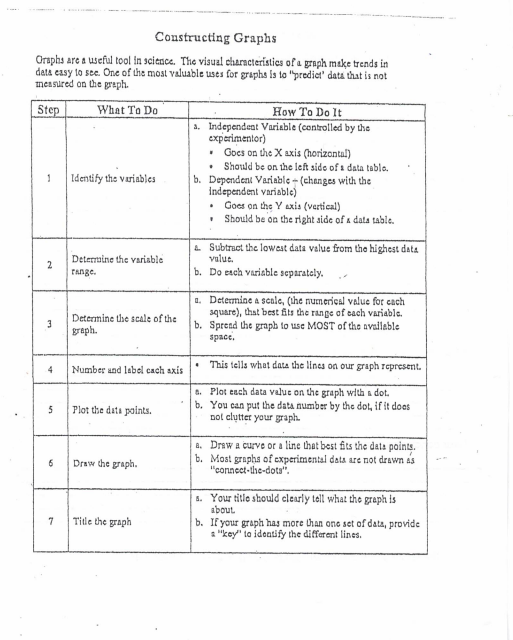 Constructing Graphs
Graphs are a useful tool in science. The visual characteristics of a graph make trends in
data easy to see. One of the most valuable uses for graphs is to "predict' data that is not
measured on the graph.
Step What To Do How To Do It
1 Identify the variables
a. Independent Variable (controlled by the
experimentor)
• Goes on the X axis (horizontal)
• Should be on the left side of a data table.
b. Dependent Variable – (changes with the
independent variable)
• Goes on the Y axis (vertical)
• Should be on the right side of a data table.
2 Determine the variable
range.
a. Subtract the lowest data value from the highest data
value.
b. Do each variable separately.
3 Determine the scale of the
graph.
a. Determine a scale, (the numerical value for each
square), that best fits the range of each variable.
b. Spread the graph to use MOST of the available
space.
4 Number and label each axis
• This tells what data the lines on our graph represent.
5 Plot the data points.
a. Plot each data value on the graph with a dot.
b. You can put the data number by the dot, if it does
not clutter your graph.
6 Draw the graph.
a. Draw a curve or a line that best fits the data points.
b. Most graphs of experimental data are not drawn as
"connect-the-dots".
7 Title the graph
a. Your title should clearly tell what the graph is
about.
b. If your graph has more than one set of data, provide
a "key" to identify the different lines.